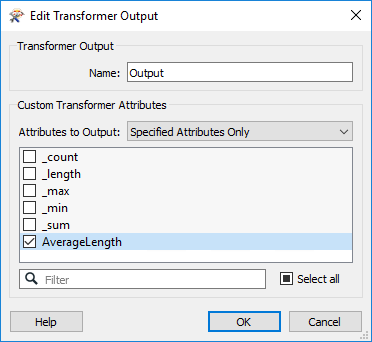 Edit Transformer Output
Transformer Output
Name: Output
Custom Transformer Attributes
Attributes to Output: Specified Attributes Only
_count
_length
_max
_min
_sum
AverageLength
Filter
Select all
Help
OK
Cancel